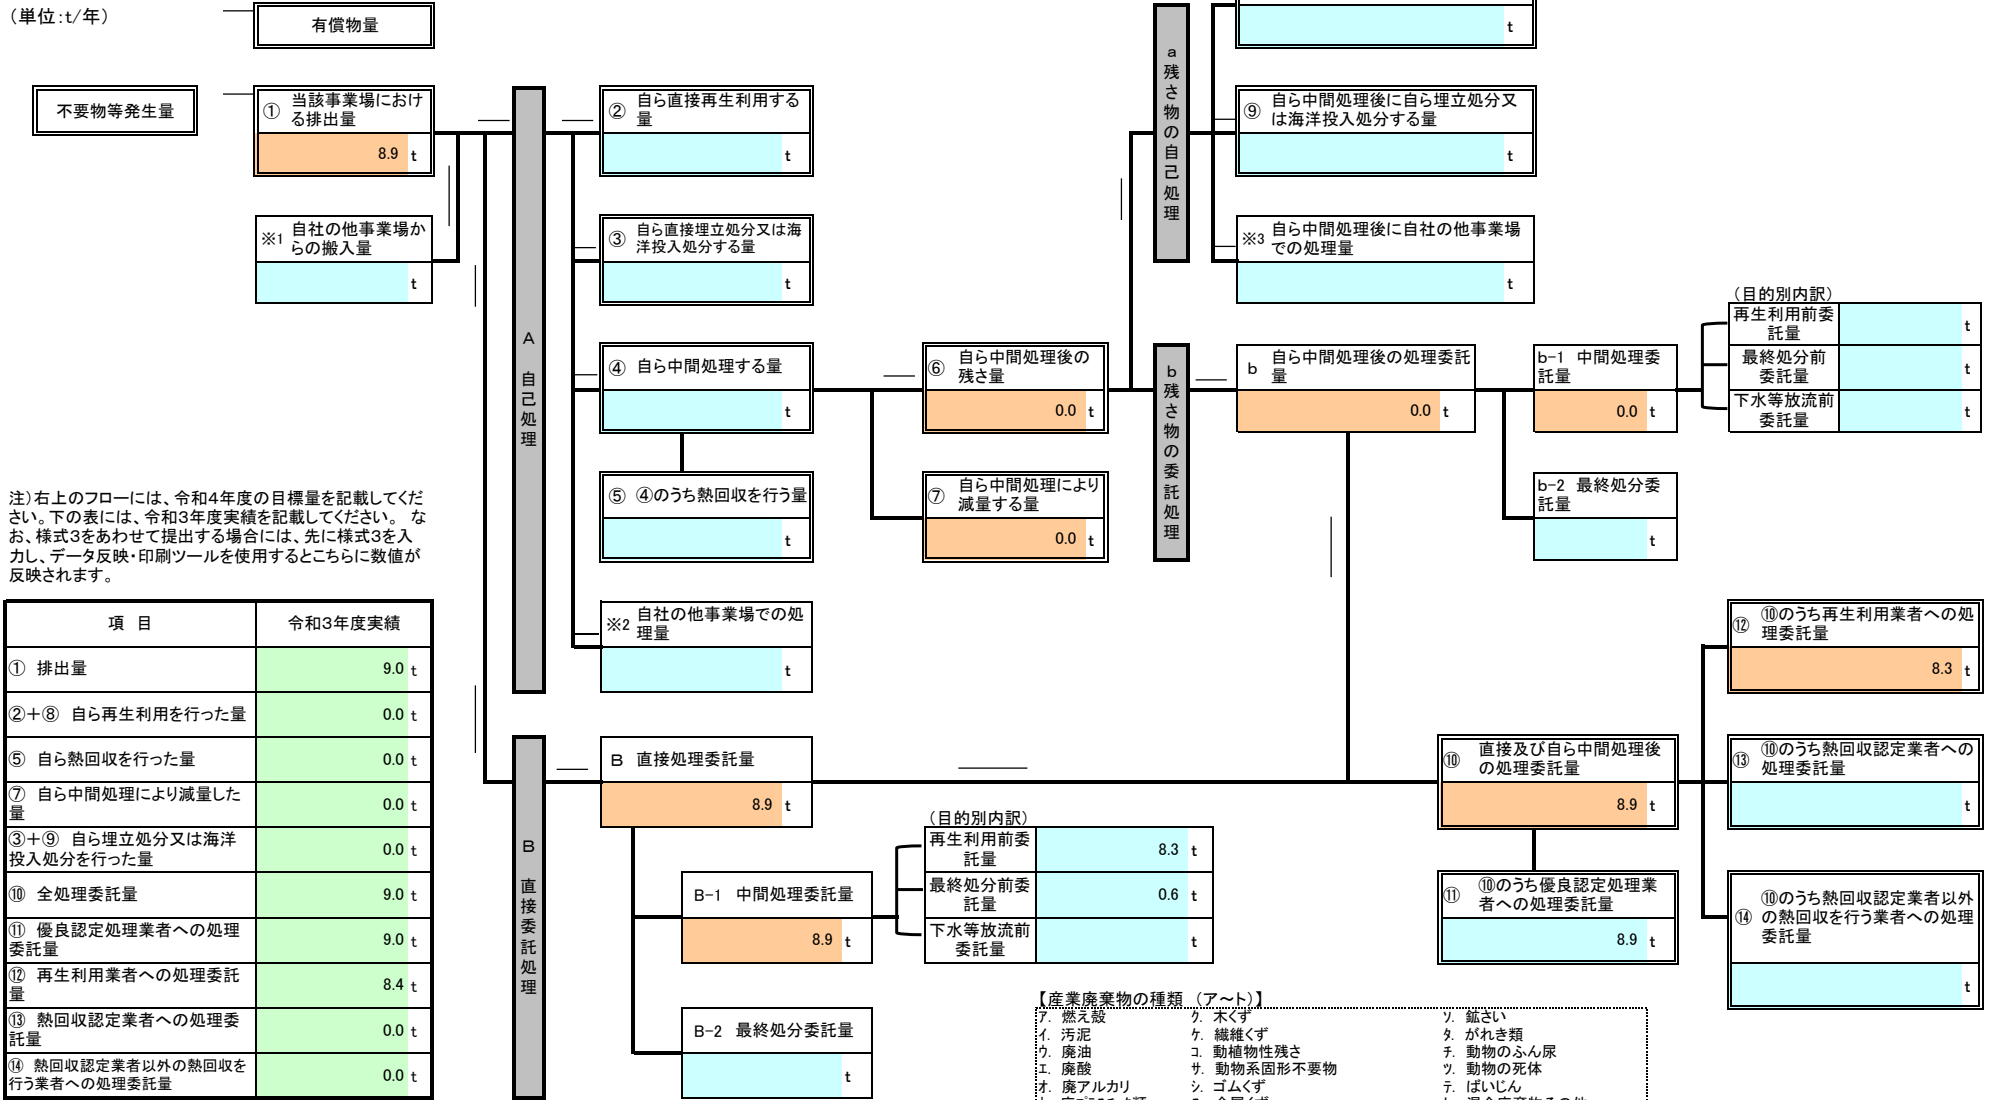 （単位：t/年）
有償物量
t
不要物等発生量
① 当該事業場におけ
る排出量
8.9 t
※1 自社の他事業場か
らの搬入量
t
A 自己処理
② 自ら直接再生利用する
量
t
③ 自ら直接埋立処分又は海
洋投入処分する量
t
④ 自ら中間処理する量
t
⑤ ④のうち熱回収を行う量
t
※2 自社の他事業場での処
理量
t
⑥ 自ら中間処理後の
残さ量
0.0 t
⑦ 自ら中間処理により
減量する量
0.0 t
a 残さ物の自己処理
⑨ 自ら中間処理後に自ら埋立処分又
は海洋投入処分する量
t
※3 自ら中間処理後に自社の他事業場
での処理量
t
b 残さ物の委託処理
b 自ら中間処理後の処理委託
量
0.0 t
b-1 中間処理委
託量
0.0 t
b-2 最終処分委
託量
t
（目的別内訳）
再生利用前委
託量 t
最終処分前
委託量 t
下水等放流前
委託量 t
注）右上のフローには、令和4年度の目標量を記載してくだ
さい。下の表には、令和3年度実績を記載してください。 な
お、様式3をあわせて提出する場合には、先に様式3を入
力し、データ反映・印刷ツールを使用するとこちらに数値が
反映されます。
項 目 令和3年度実績
① 排出量 9.0 t
②＋⑧ 自ら再生利用を行った量 0.0 t
⑤ 自ら熱回収を行った量 0.0 t
⑦ 自ら中間処理により減量した
量 0.0 t
③＋⑨ 自ら埋立処分又は海洋
投入処分を行った量 0.0 t
⑩ 全処理委託量 9.0 t
⑪ 優良認定処理業者への処理
委託量 9.0 t
⑫ 再生利用業者への処理委託
量 8.4 t
⑬ 熱回収認定業者への処理委
託量 0.0 t
⑭ 熱回収認定業者以外の熱回収を
行う業者への処理委託量 0.0 t
B 直接委託処理
B 直接処理委託量
8.9 t
B-1 中間処理委託量
8.9 t
B-2 最終処分委託量
t
（目的別内訳）
再生利用前委
託量 8.3 t
最終処分前委
託量 0.6 t
下水等放流前
委託量 t
⑩ 直接及び自ら中間処理後
の処理委託量
8.9 t
⑪ ⑩のうち優良認定処理業
者への処理委託量
8.9 t
⑫ ⑩のうち再生利用業者への処
理委託量
8.3 t
⑬ ⑩のうち熱回収認定業者への
処理委託量
t
⑭ ⑩のうち熱回収認定業者以外
の熱回収を行う業者への処理
委託量
t
【産業廃棄物の種類 （ア～ト）】
ア. 燃え殻 ク. 木くず ソ. 鉱さい
イ. 汚泥 ケ. 繊維くず タ. がれき類
ウ. 廃油 コ. 動植物性残さ チ. 動物のふん尿
エ. 廃酸 サ. 動物系固形不要物 ツ. 動物の死体
オ. 廃アルカリ シ. ゴムくず テ. ばいじん